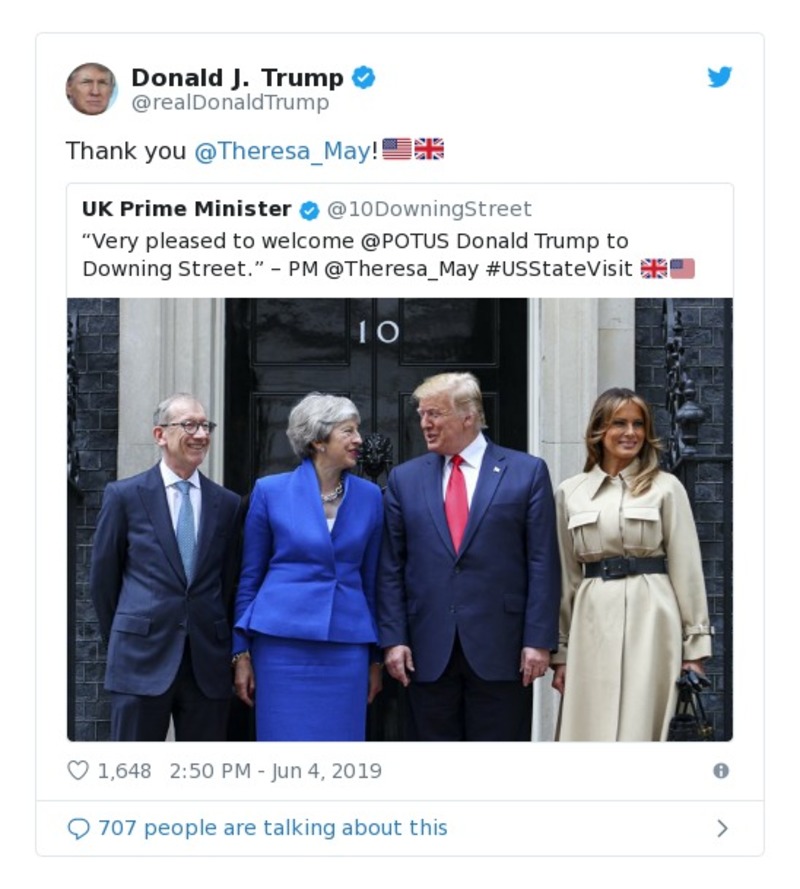 Donald J. Trump
@realDonaldTrump
Thank you @Theresa_May!🇺🇸🇬🇧
UK Prime Minister @10DowningStreet
“Very pleased to welcome @POTUS Donald Trump to
Downing Street.” – PM @Theresa_May #USStateVisit 🇬🇧🇺🇸
10
1,648 2:50 PM - Jun 4, 2019
707 people are talking about this